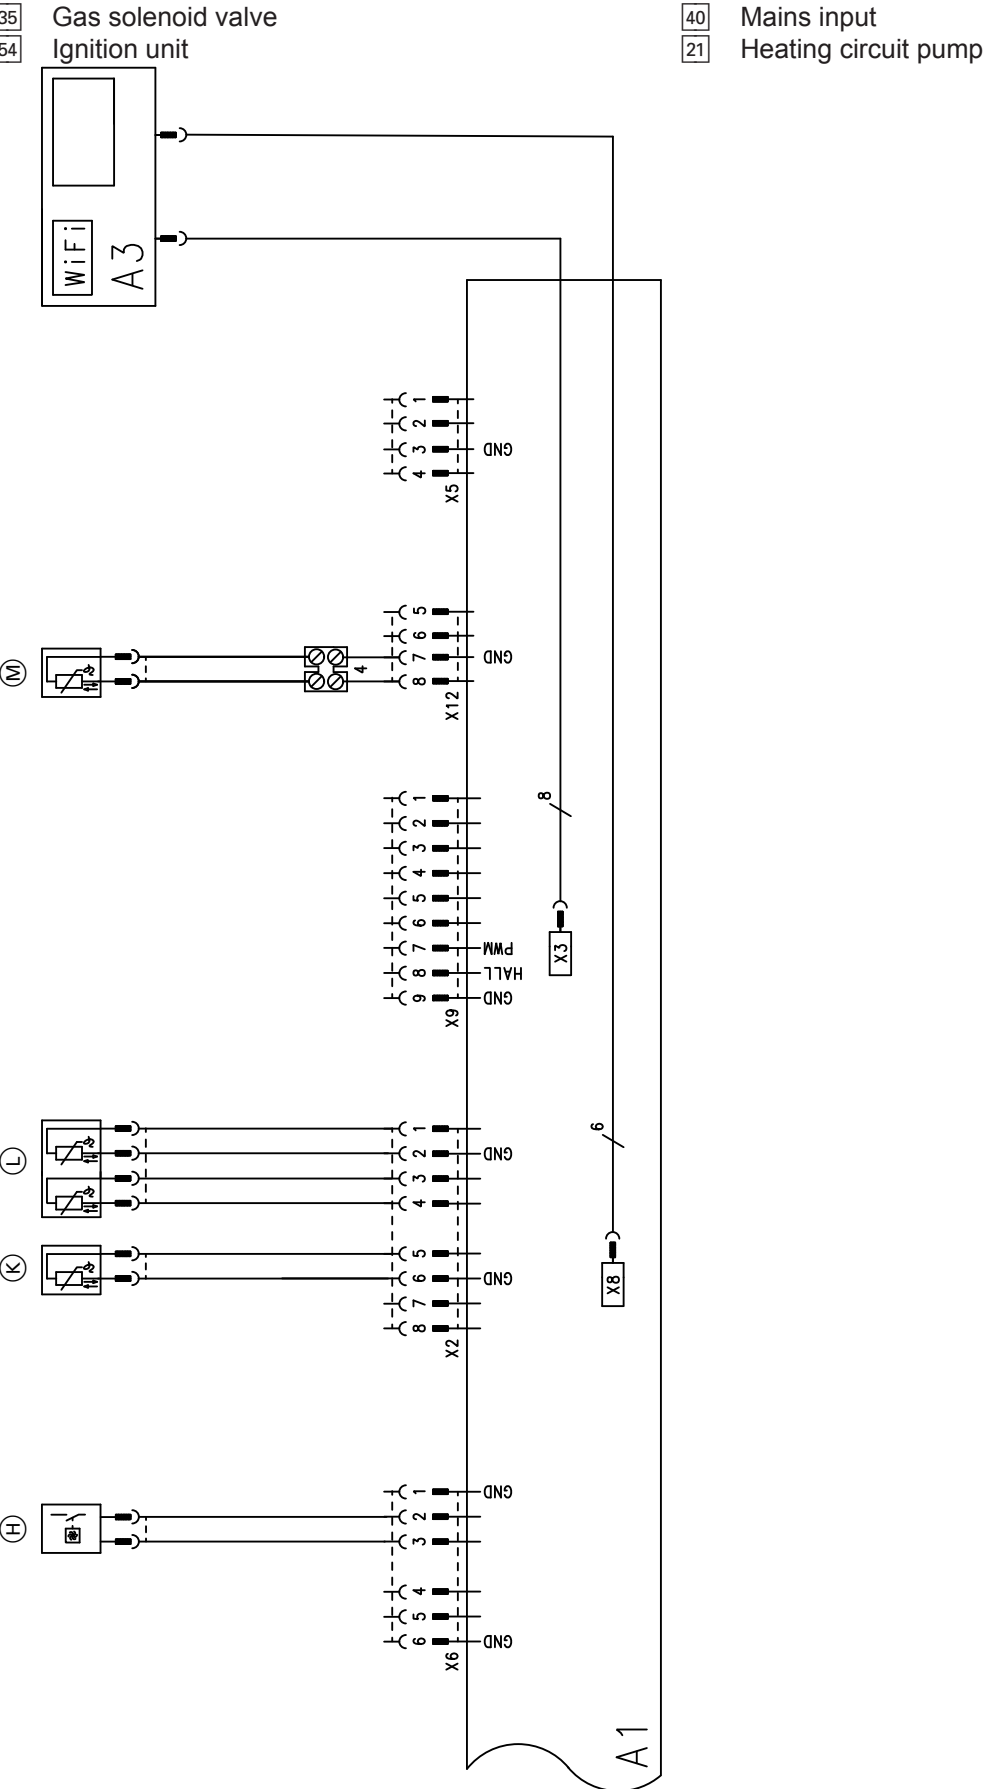 35 Gas solenoid valve
54 Ignition unit
40 Mains input
21 Heating circuit pump
WiFi
A3
1
2
3 GND
4
X5
M
4
5
6
7 GND
8
X12
1
2
3
4
5
6
7 PWM
8 HALL
9 GND
X9
8
X3
L
1
2 GND
3
4
K
5
6 GND
7
8
X2
6
X8
H
1 GND
2
3
4
5
6 GND
X6
A1